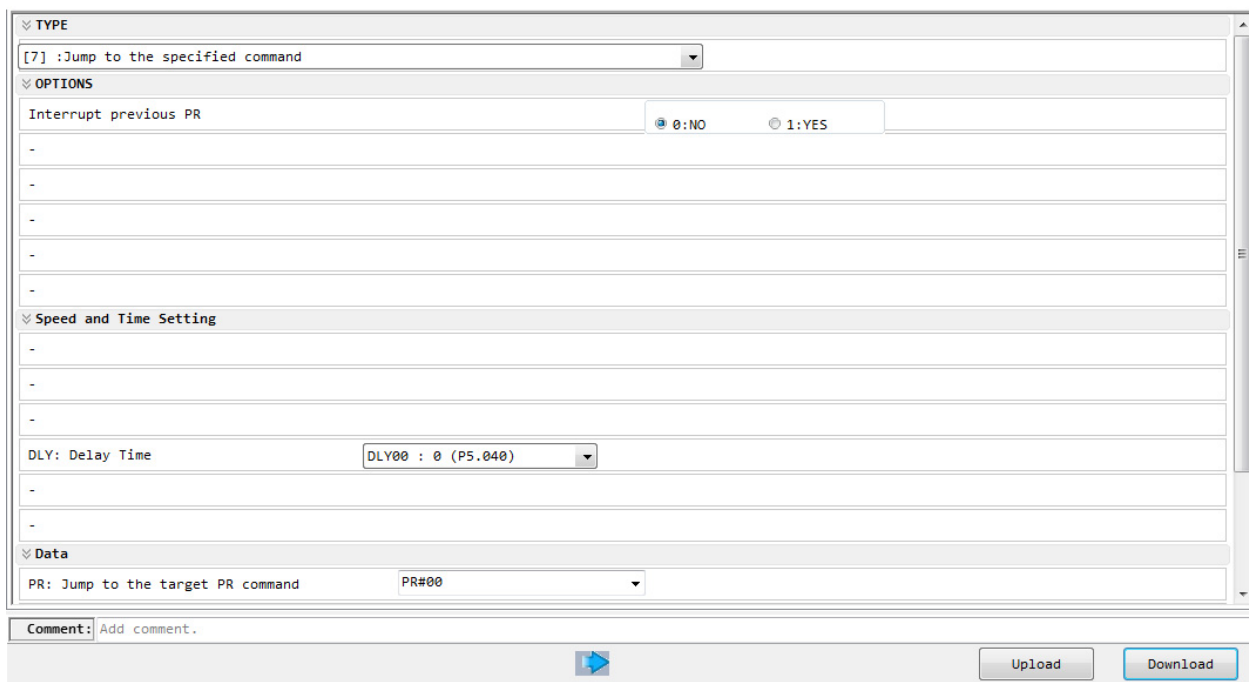 TYPE
[7] :Jump to the specified command
OPTIONS
Interrupt previous PR 0:NO 1:YES
-
-
-
-
-
Speed and Time Setting
-
-
-
DLY: Delay Time DLY00 : 0 (P5.040)
-
-
Data
PR: Jump to the target PR command PR#00
Comment: Add comment.
Upload Download